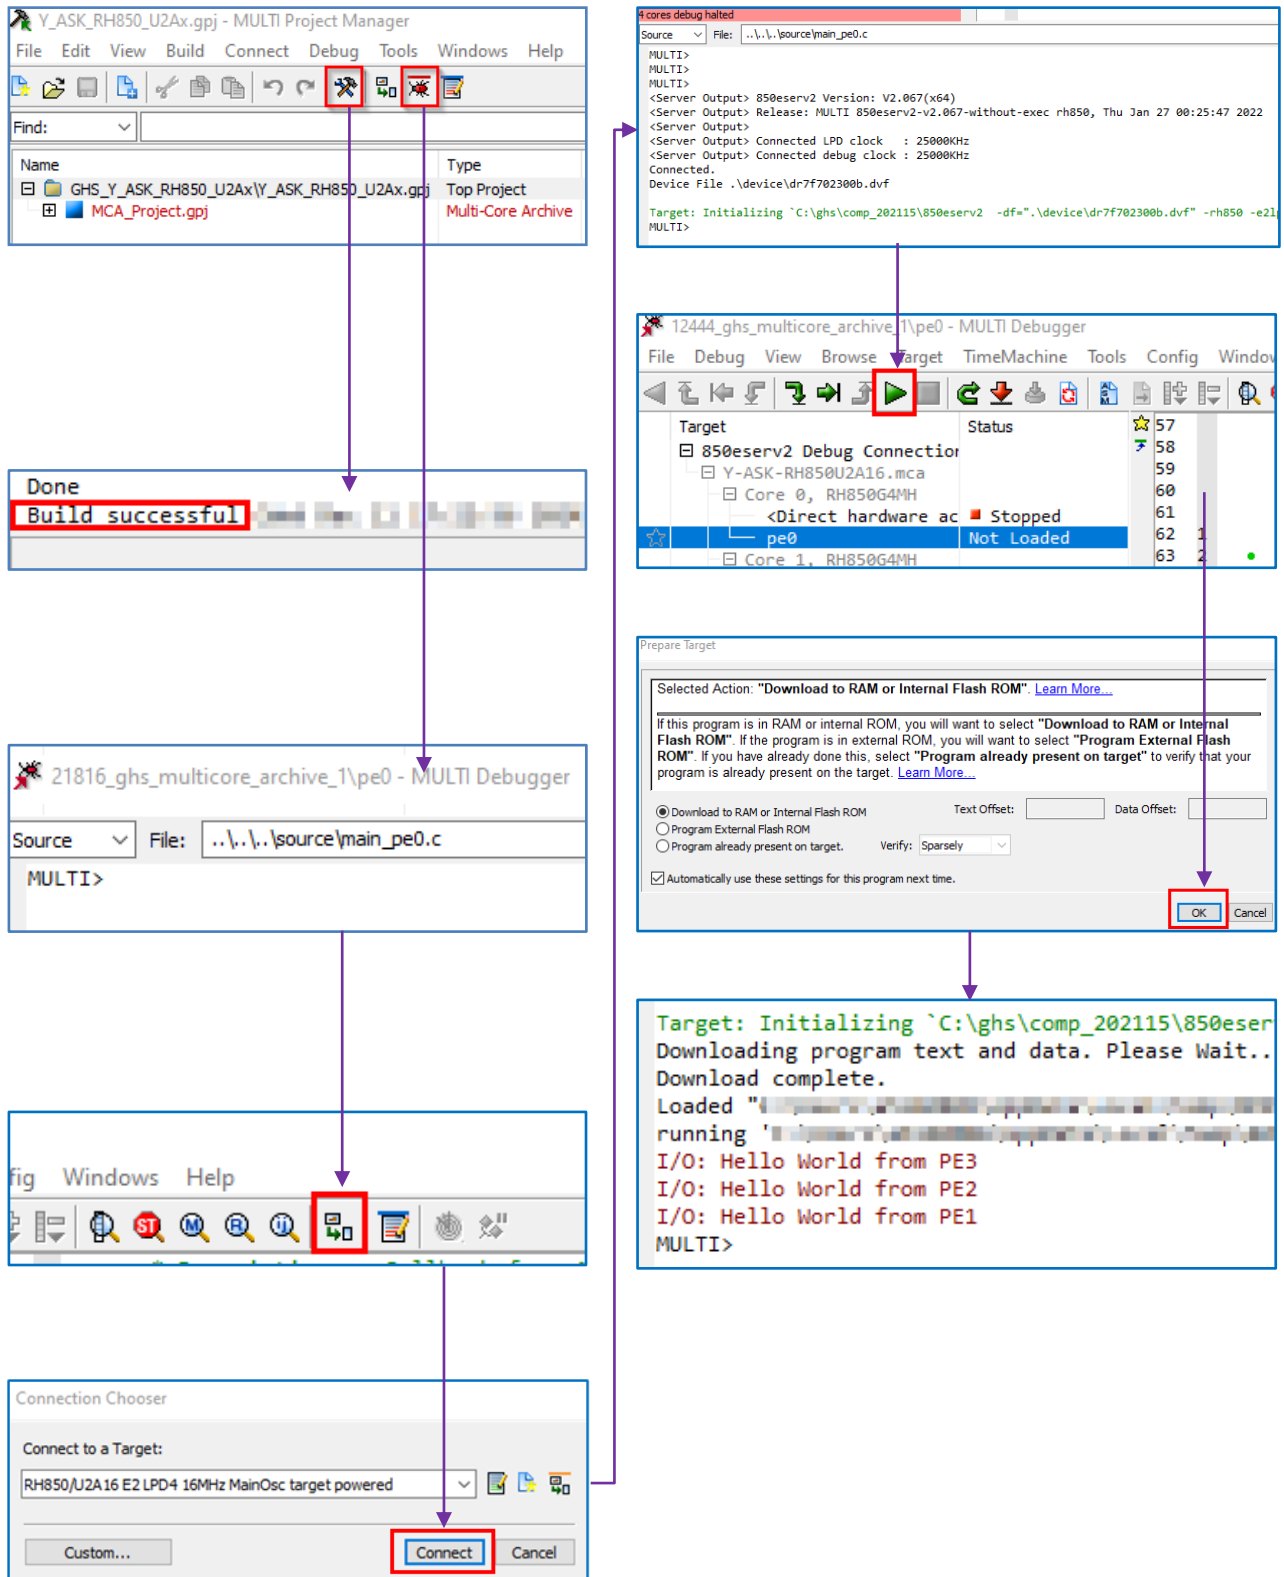 Y_ASK_RH850_U2Ax.gpj - MULTI Project Manager
File Edit View Build Connect Debug Tools Windows Help
Find:
Name Type
GHS_Y_ASK_RH850_U2Ax\Y_ASK_RH850_U2Ax.gpj Top Project
MCA_Project.gpj Multi-Core Archive
Done
Build successful
21816_ghs_multicore_archive_1\pe0 - MULTI Debugger
Source File: ..\..\..\source\main_pe0.c
MULTI>
fig Windows Help
Connection Chooser
Connect to a Target:
RH850/U2A16 E2 LPD4 16MHz MainOsc target powered
Custom... Connect Cancel
4 cores debug halted
Source File: ..\..\..\source\main_pe0.c
MULTI>
MULTI>
MULTI>
<Server Output> 850eserv2 Version: V2.067(x64)
<Server Output> Release: MULTI 850eserv2-v2.067-without-exec rh850, Thu Jan 27 00:25:47 2022
<Server Output>
<Server Output> Connected LPD clock : 25000KHz
<Server Output> Connected debug clock : 25000KHz
Connected.
Device File .\device\dr7f702300b.dvf
Target: Initializing `C:\ghs\comp_202115\850eserv2 -df=".\device\dr7f702300b.dvf" -rh850 -e2lp
MULTI>
12444_ghs_multicore_archive_1\pe0 - MULTI Debugger
File Debug View Browse Target TimeMachine Tools Config Window
Target Status 57
850eserv2 Debug Connection 58
Y-ASK-RH850U2A16.mca 59
Core 0, RH850G4MH 60
<Direct hardware ac Stopped 61
pe0 Not Loaded 62 1
Core 1, RH850G4MH 63 2
Prepare Target
Selected Action: "Download to RAM or Internal Flash ROM". Learn More...
If this program is in RAM or internal ROM, you will want to select "Download to RAM or Internal
Flash ROM". If the program is in external ROM, you will want to select "Program External Flash
ROM". If you have already done this, select "Program already present on target" to verify that your
program is already present on the target. Learn More...
Download to RAM or Internal Flash ROM Text Offset: Data Offset:
Program External Flash ROM
Program already present on target. Verify: Sparsely
Automatically use these settings for this program next time.
OK Cancel
Target: Initializing `C:\ghs\comp_202115\850eser
Downloading program text and data. Please Wait..
Download complete.
Loaded "
running '
I/O: Hello World from PE3
I/O: Hello World from PE2
I/O: Hello World from PE1
MULTI>